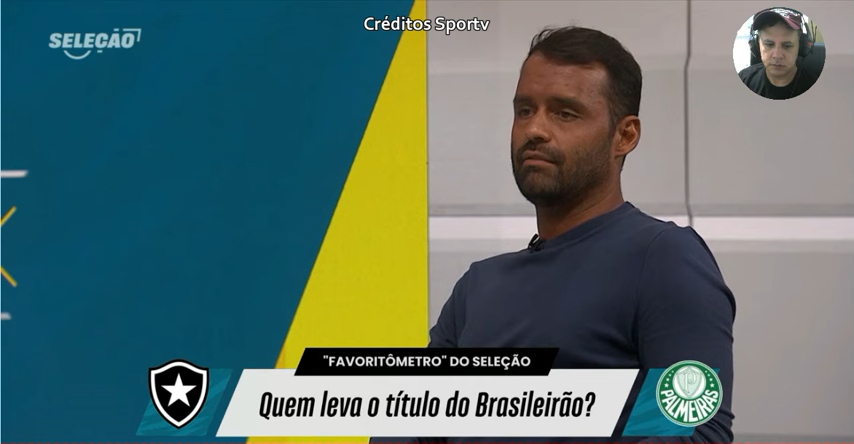 Créditos Sportv
SELEÇÃO
"FAVORITÔMETRO" DO SELEÇÃO
Quem leva o título do Brasileirão?
PALMEIRAS